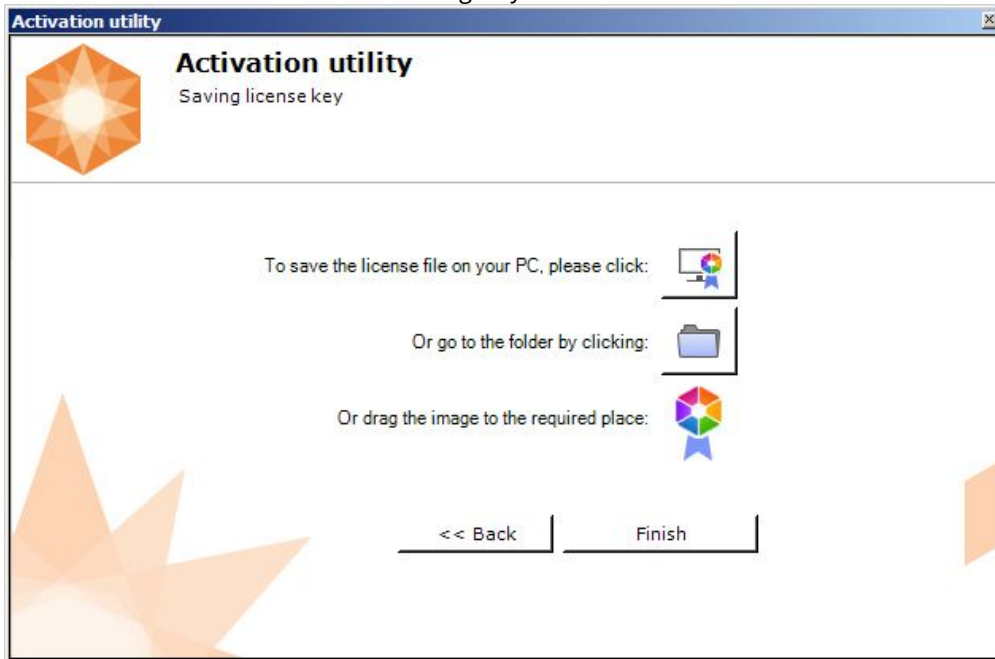 Activation utility
Activation utility
Saving license key
To save the license file on your PC, please click:
Or go to the folder by clicking:
Or drag the image to the required place:
<< Back
Finish